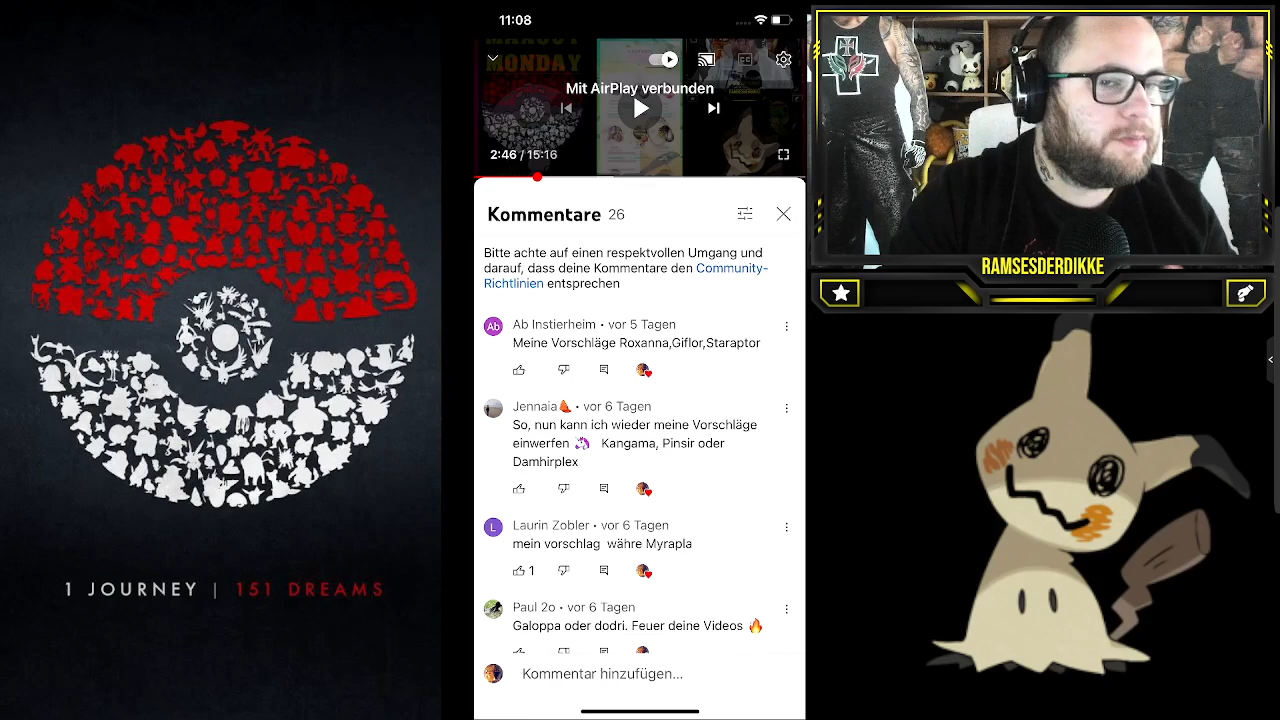 1 JOURNEY | 151 DREAMS
11:08
MONDAY
Mit AirPlay verbunden
2:46 / 15:16
Kommentare 26
Bitte achte auf einen respektvollen Umgang und
darauf, dass deine Kommentare den Community-
Richtlinien entsprechen
Ab
Ab Instierheim • vor 5 Tagen
Meine Vorschläge Roxanna,Giflor,Staraptor
Jennaia • vor 6 Tagen
So, nun kann ich wieder meine Vorschläge
einwerfen 🦄 Kangama, Pinsir oder
Damhirplex
L
Laurin Zobler • vor 6 Tagen
mein vorschlag währe Myrapla
1
Paul 2o • vor 6 Tagen
Galoppa oder dodri. Feuer deine Videos 🔥
Kommentar hinzufügen...
RAMSESDERDIKKE